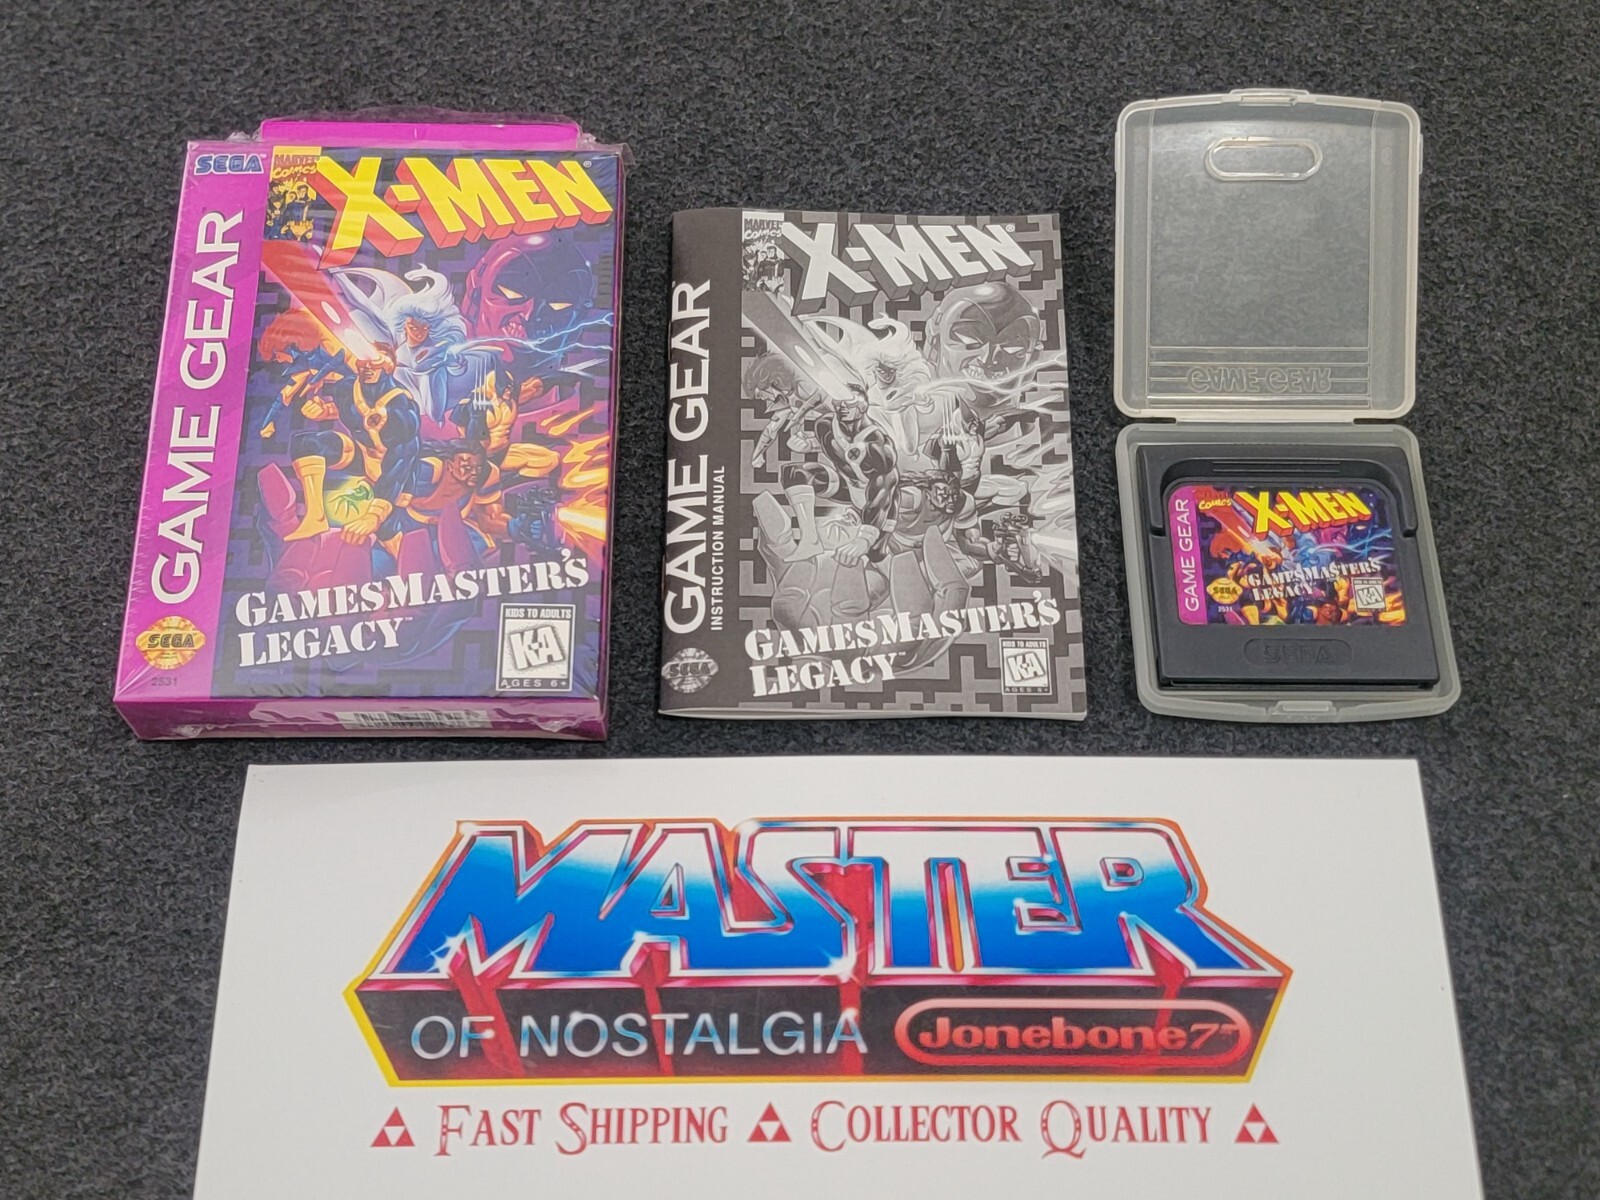 SEGA
GAME GEAR
MARVEL
COMICS
X-MEN®
GAMESMASTER'S
LEGACY™
KIDS TO ADULTS
K-A
AGES 6+
SEGA
2531
GAME GEAR
INSTRUCTION MANUAL
MARVEL
COMICS
X-MEN®
GAMESMASTER'S
LEGACY™
KIDS TO ADULTS
K-A
AGES 6+
SEGA
GAME GEAR
GAME GEAR
COMICS
X-MEN
GAMESMASTER'S
LEGACY
SEGA
2531
K-A
SEGA
MASTER
OF NOSTALGIA
Jonebone7
FAST SHIPPING
COLLECTOR QUALITY